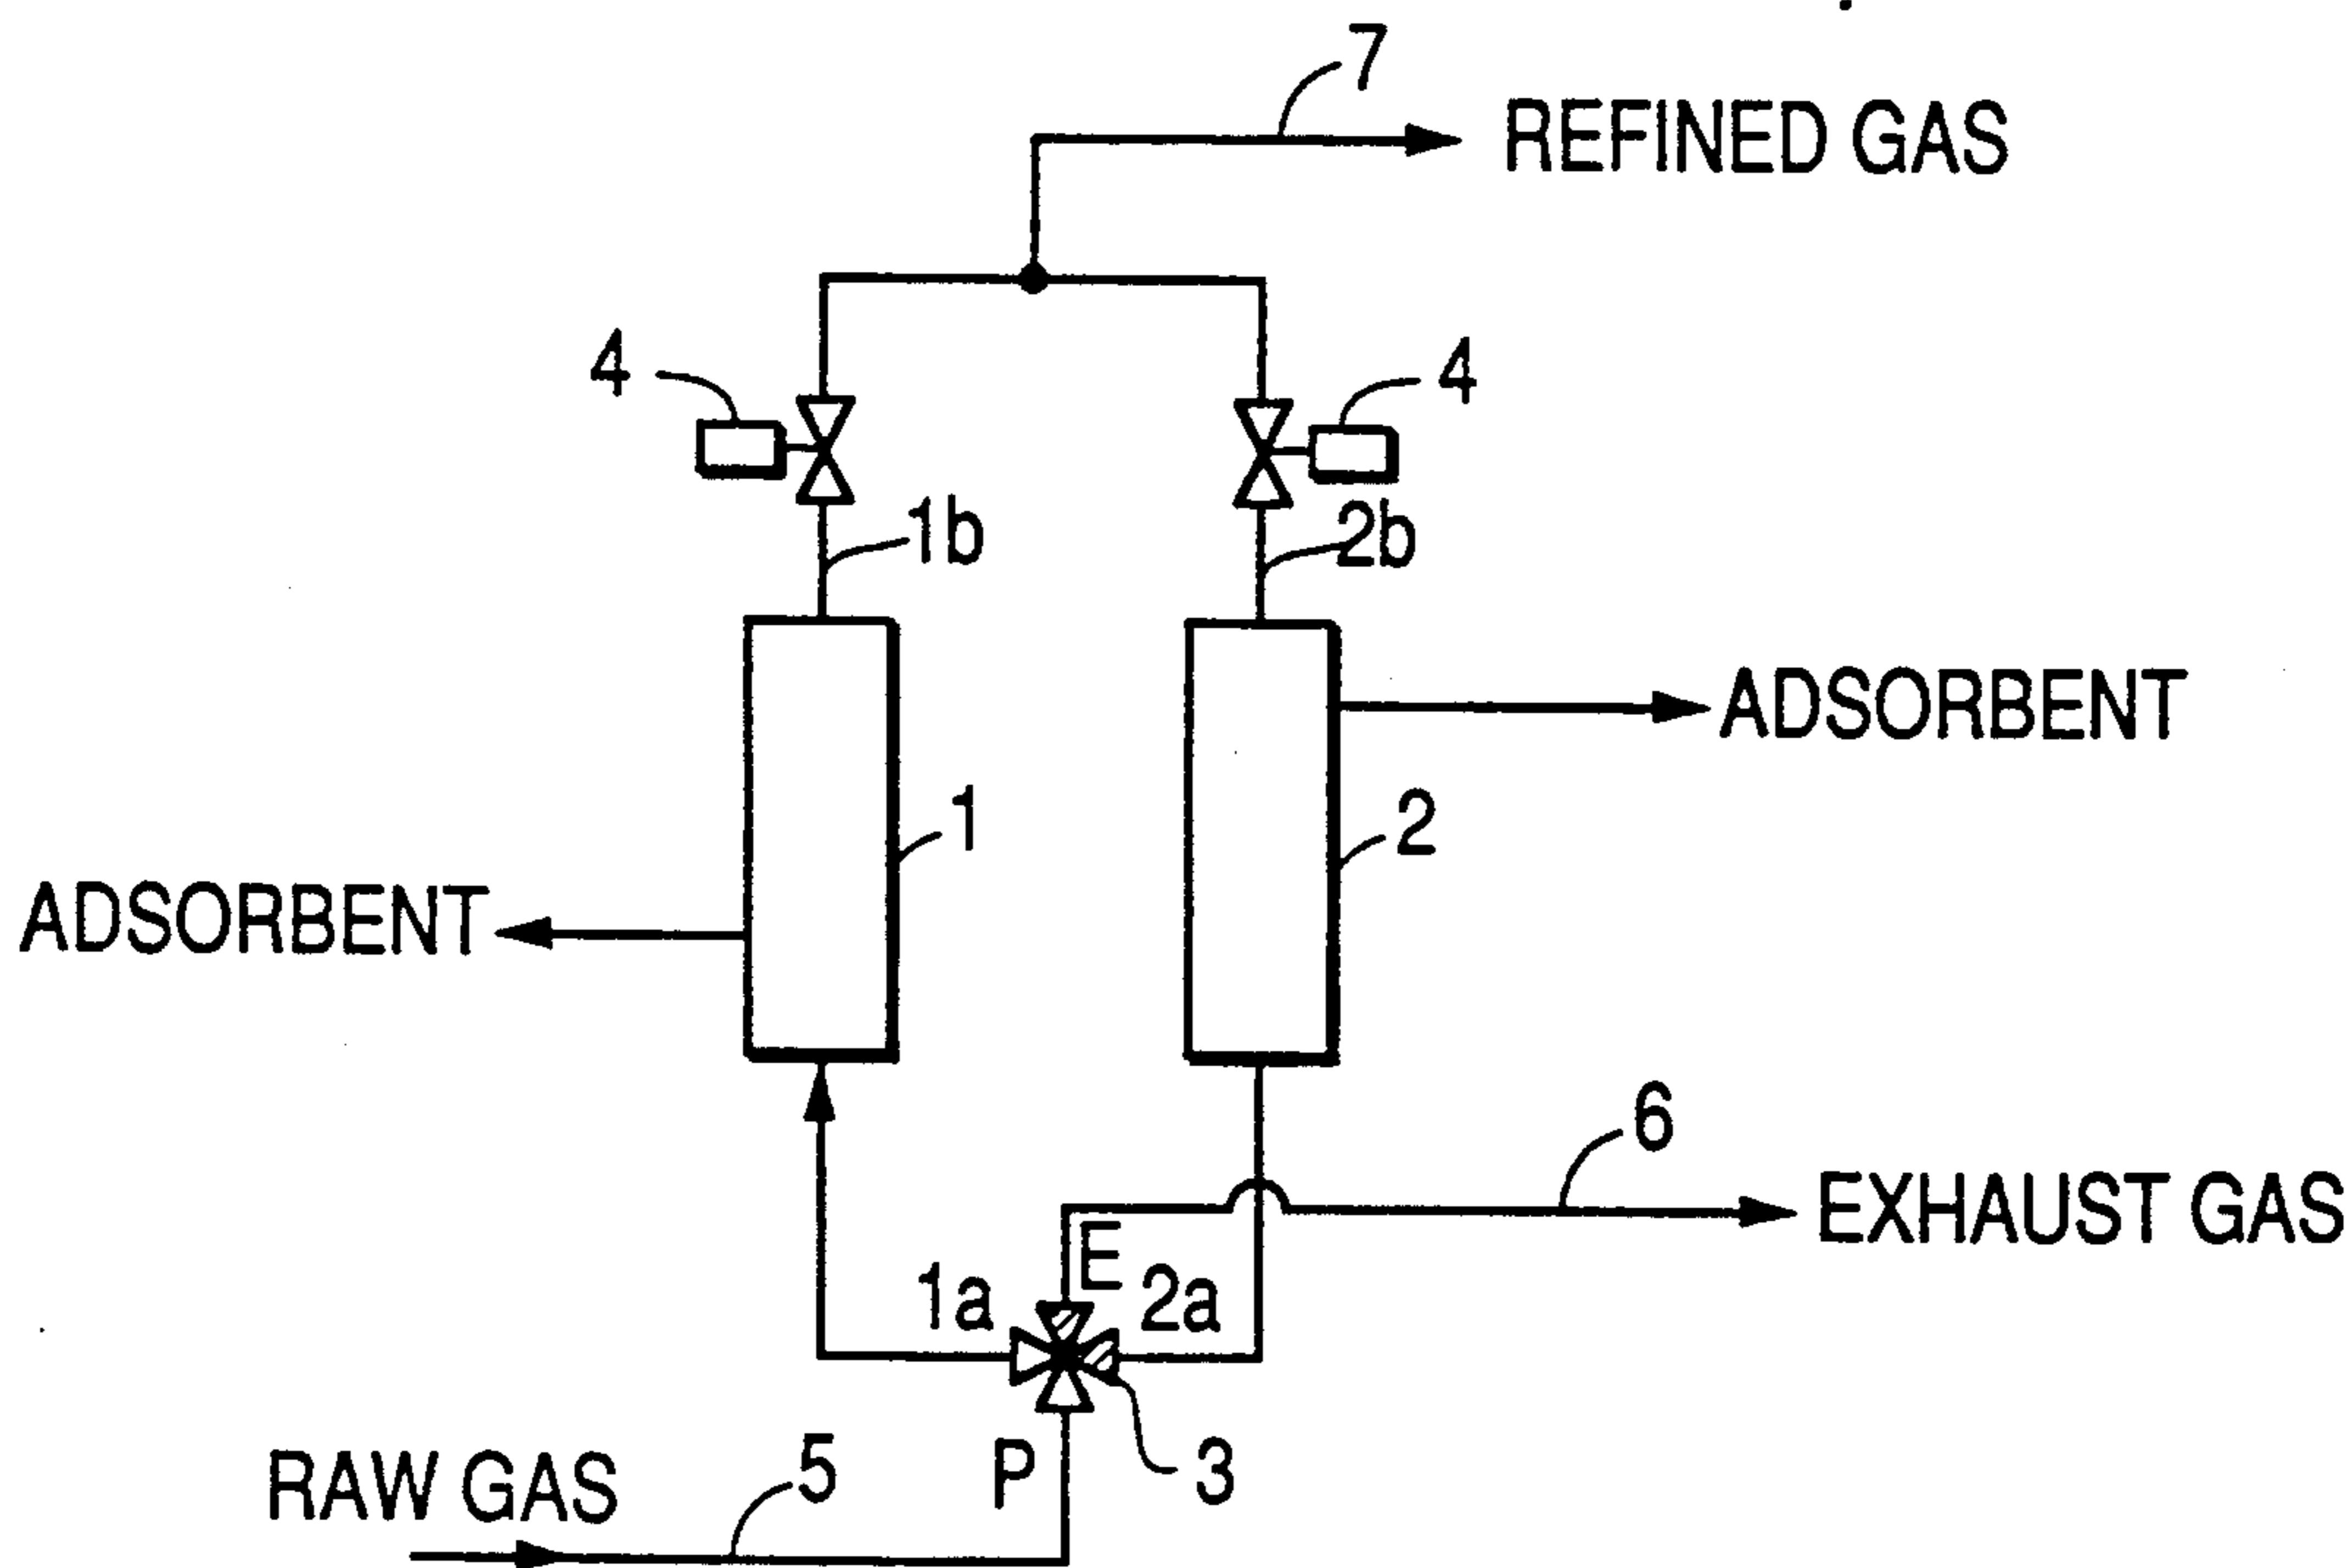 7
REFINED GAS
4
4
1b
2b
ADSORBENT
1
2
ADSORBENT
6
EXHAUST GAS
E
1a
2a
RAW GAS
5
P
3